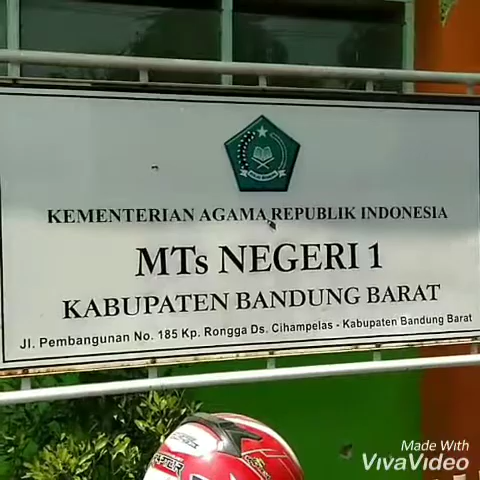 KEMENTERIAN AGAMA REPUBLIK INDONESIA
MTs NEGERI 1
KABUPATEN BANDUNG BARAT
Jl. Pembangunan No. 185 Kp. Rongga Ds. Cihampelas - Kabupaten Bandung Barat
Made With
VivaVideo